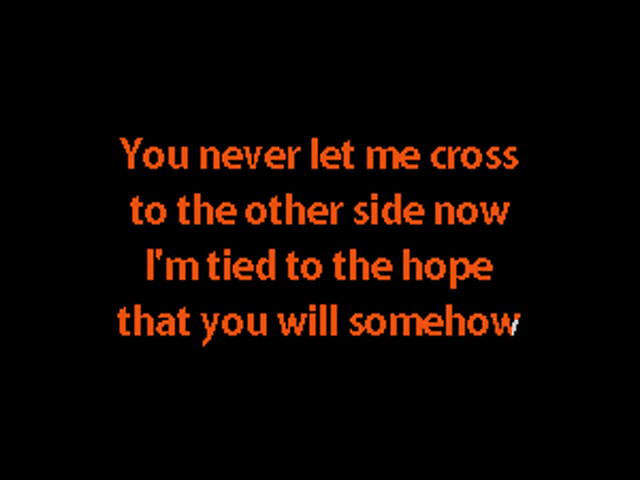 You never let me cross
to the other side now
I'm tied to the hope
that you will somehow